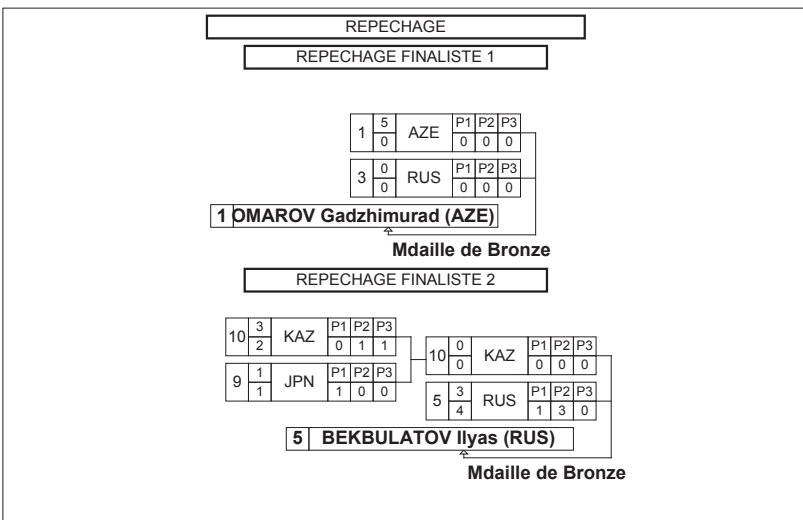 REPECHAGE
REPECHAGE FINALISTE 1
5 P1 P2 P3
1 AZE
0 0 0 0
0 P1 P2 P3
3 RUS
0 0 0 0
1 OMAROV Gadzhimurad (AZE)
Mdaille de Bronze
REPECHAGE FINALISTE 2
3 P1 P2 P3
10 KAZ
2 0 1 1
1 P1 P2 P3
9 JPN
1 1 0 0
0 P1 P2 P3
10 KAZ
0 0 0 0
3 P1 P2 P3
5 RUS
4 1 3 0
5 BEKBULATOV Ilyas (RUS)
Mdaille de Bronze